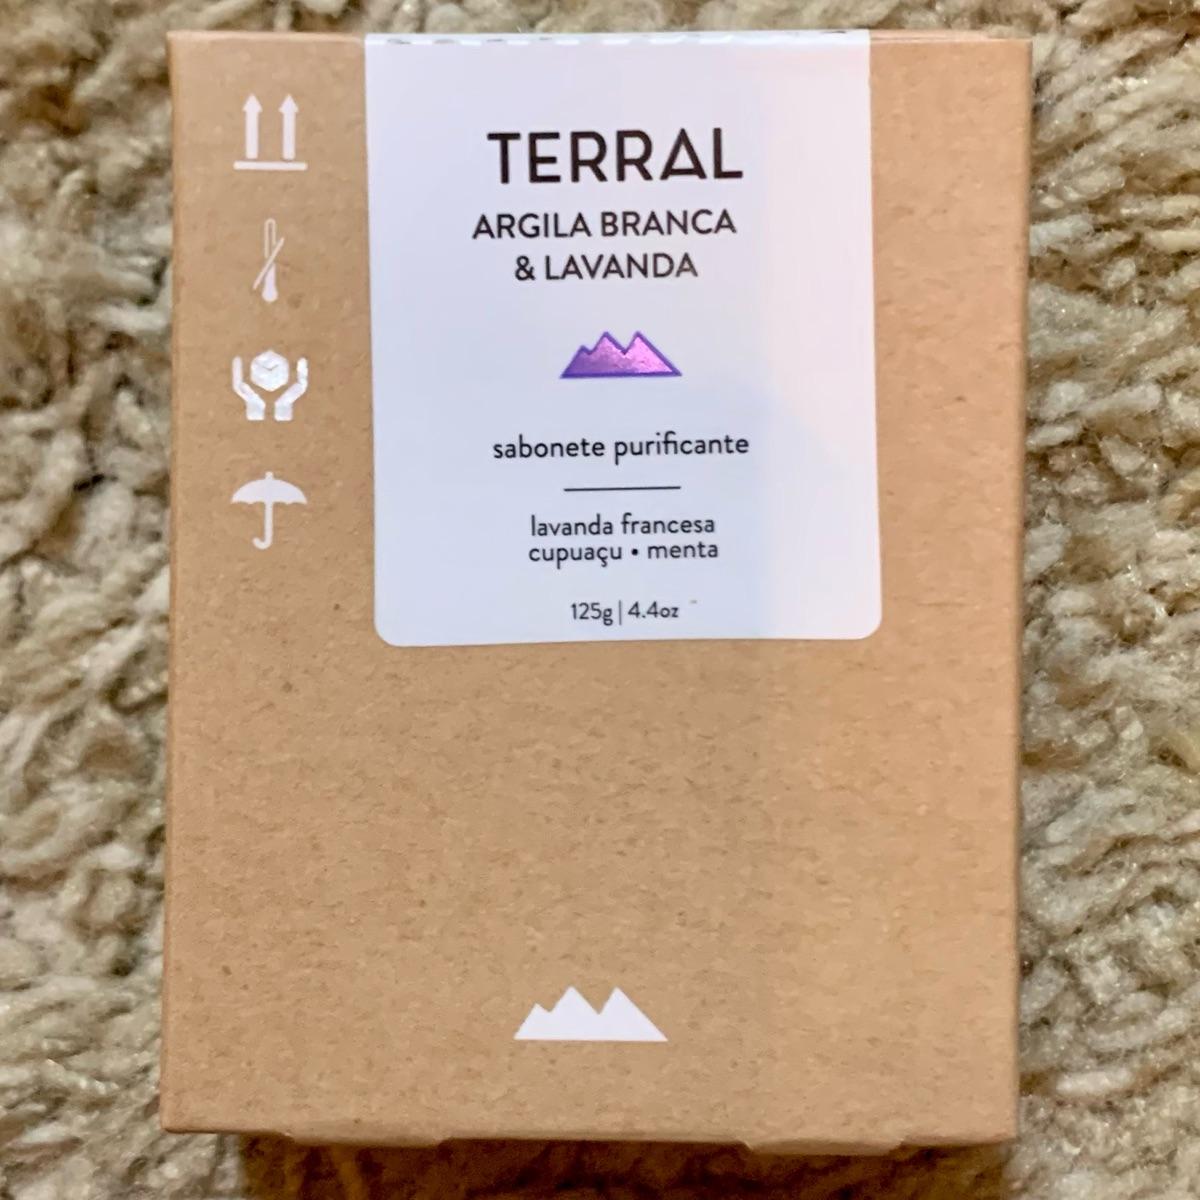 TERRAL
ARGILA BRANCA
& LAVANDA
sabonete purificante
lavanda francesa
cupuaçu • menta
125g | 4.4oz